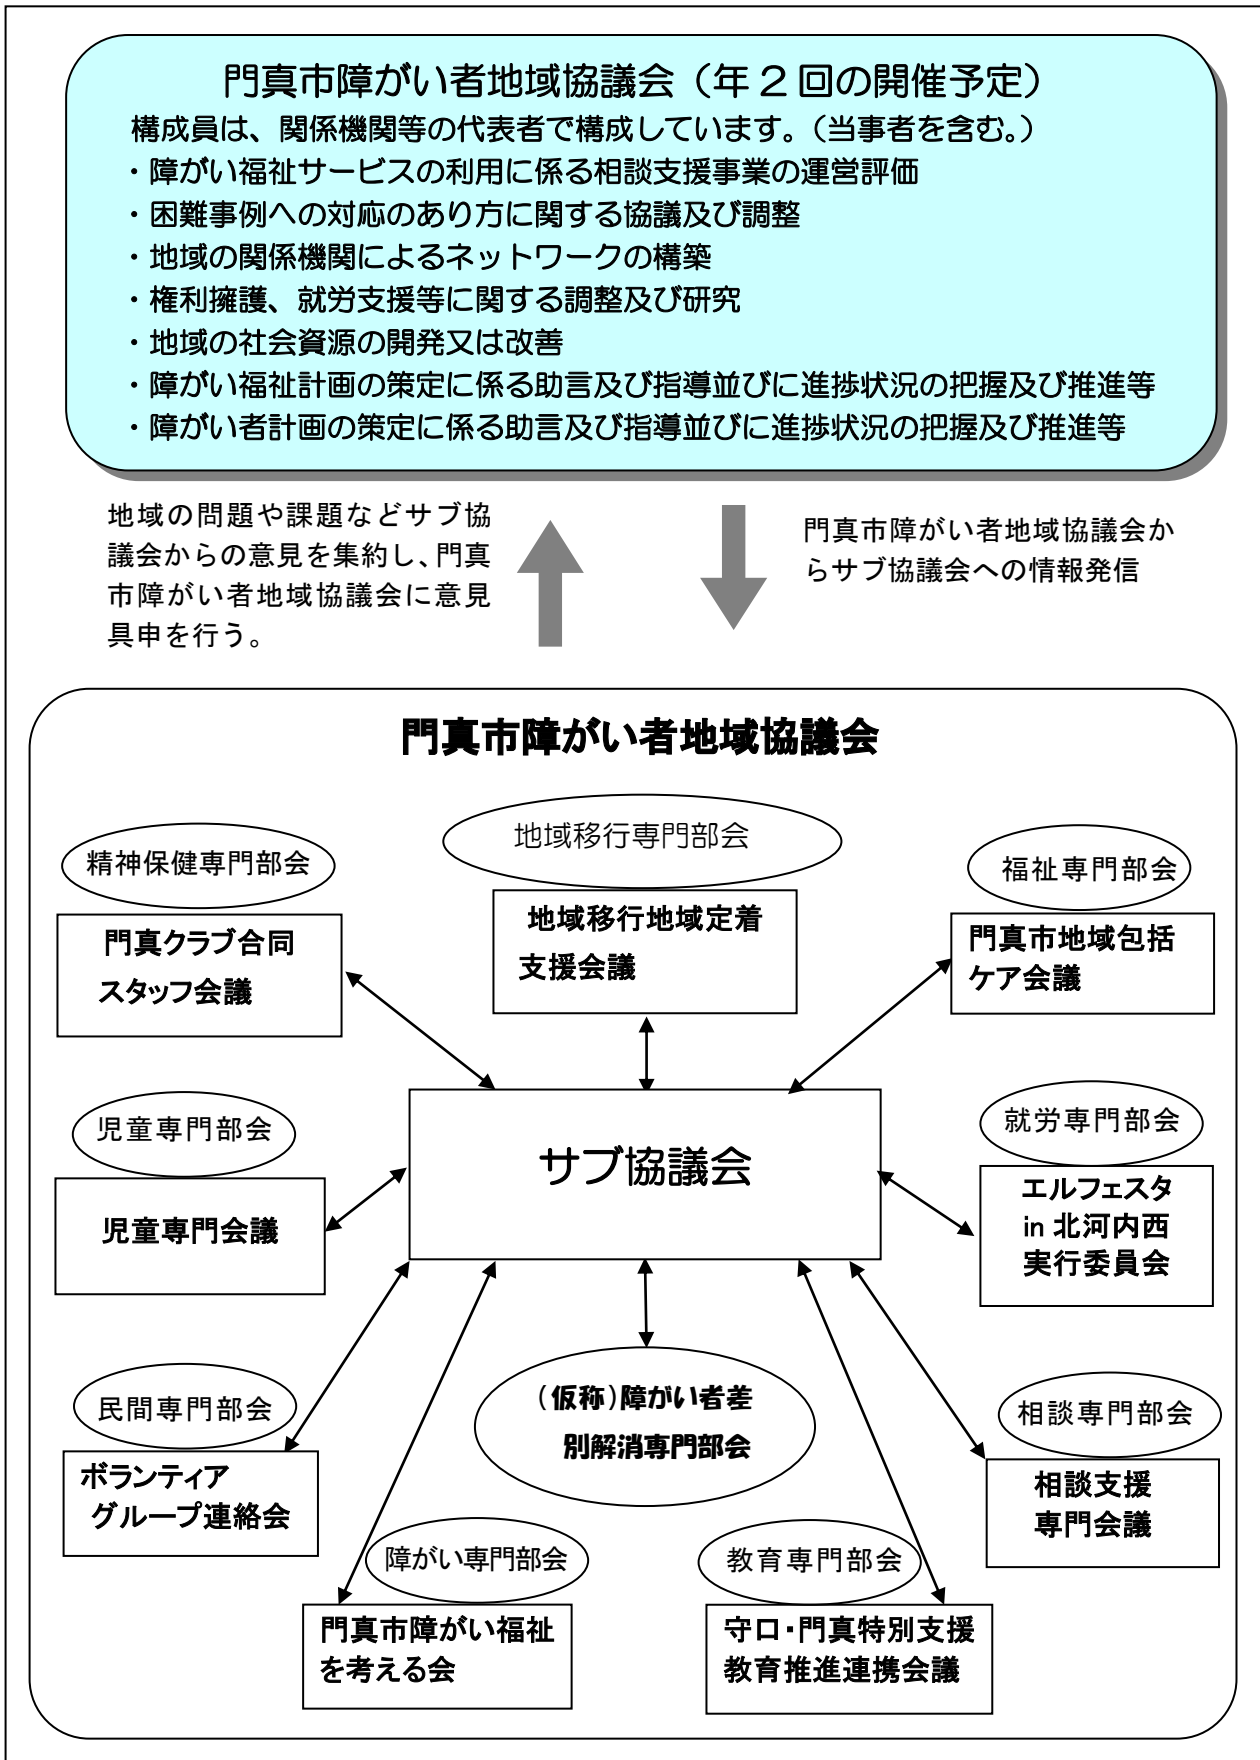 門真市障がい者地域協議会（年２回の開催予定）
構成員は、関係機関等の代表者で構成しています。（当事者を含む。）
・障がい福祉サービスの利用に係る相談支援事業の運営評価
・困難事例への対応のあり方に関する協議及び調整
・地域の関係機関によるネットワークの構築
・権利擁護、就労支援等に関する調整及び研究
・地域の社会資源の開発又は改善
・障がい福祉計画の策定に係る助言及び指導並びに進捗状況の把握及び推進等
・障がい者計画の策定に係る助言及び指導並びに進捗状況の把握及び推進等
地域の問題や課題などサブ協
議会からの意見を集約し、門真
市障がい者地域協議会に意見
具申を行う。
門真市障がい者地域協議会か
らサブ協議会への情報発信
門真市障がい者地域協議会
精神保健専門部会
門真クラブ合同
スタッフ会議
地域移行専門部会
地域移行地域定着
支援会議
福祉専門部会
門真市地域包括
ケア会議
児童専門部会
児童専門会議
サブ協議会
就労専門部会
エルフェスタ
in 北河内西
実行委員会
民間専門部会
ボランティア
グループ連絡会
（仮称）障がい者差
別解消専門部会
相談専門部会
相談支援
専門会議
障がい専門部会
門真市障がい福祉
を考える会
教育専門部会
守口・門真特別支援
教育推進連携会議